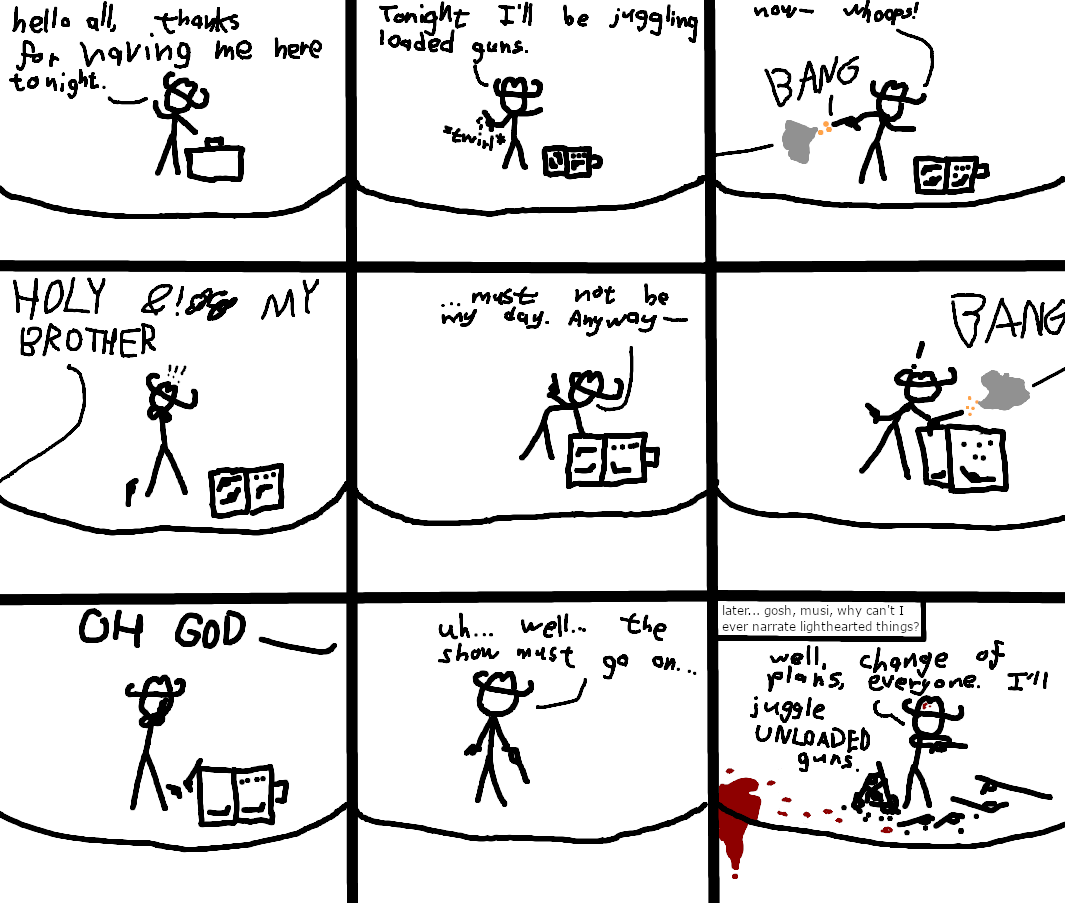 hello all, thanks
for having me here
tonight.
Tonight I'll be juggling
loaded guns.
*twirl*
now- whoops!
BANG
HOLY &!@@ MY
BROTHER
!!!
...must not be
my day. Anyway-
!
BANG
OH GOD
uh... well... the
show must go on...
later... gosh, musi, why can't I
ever narrate lighthearted things?
well, change of
plans, everyone. I'll
juggle
UNLOADED
guns.